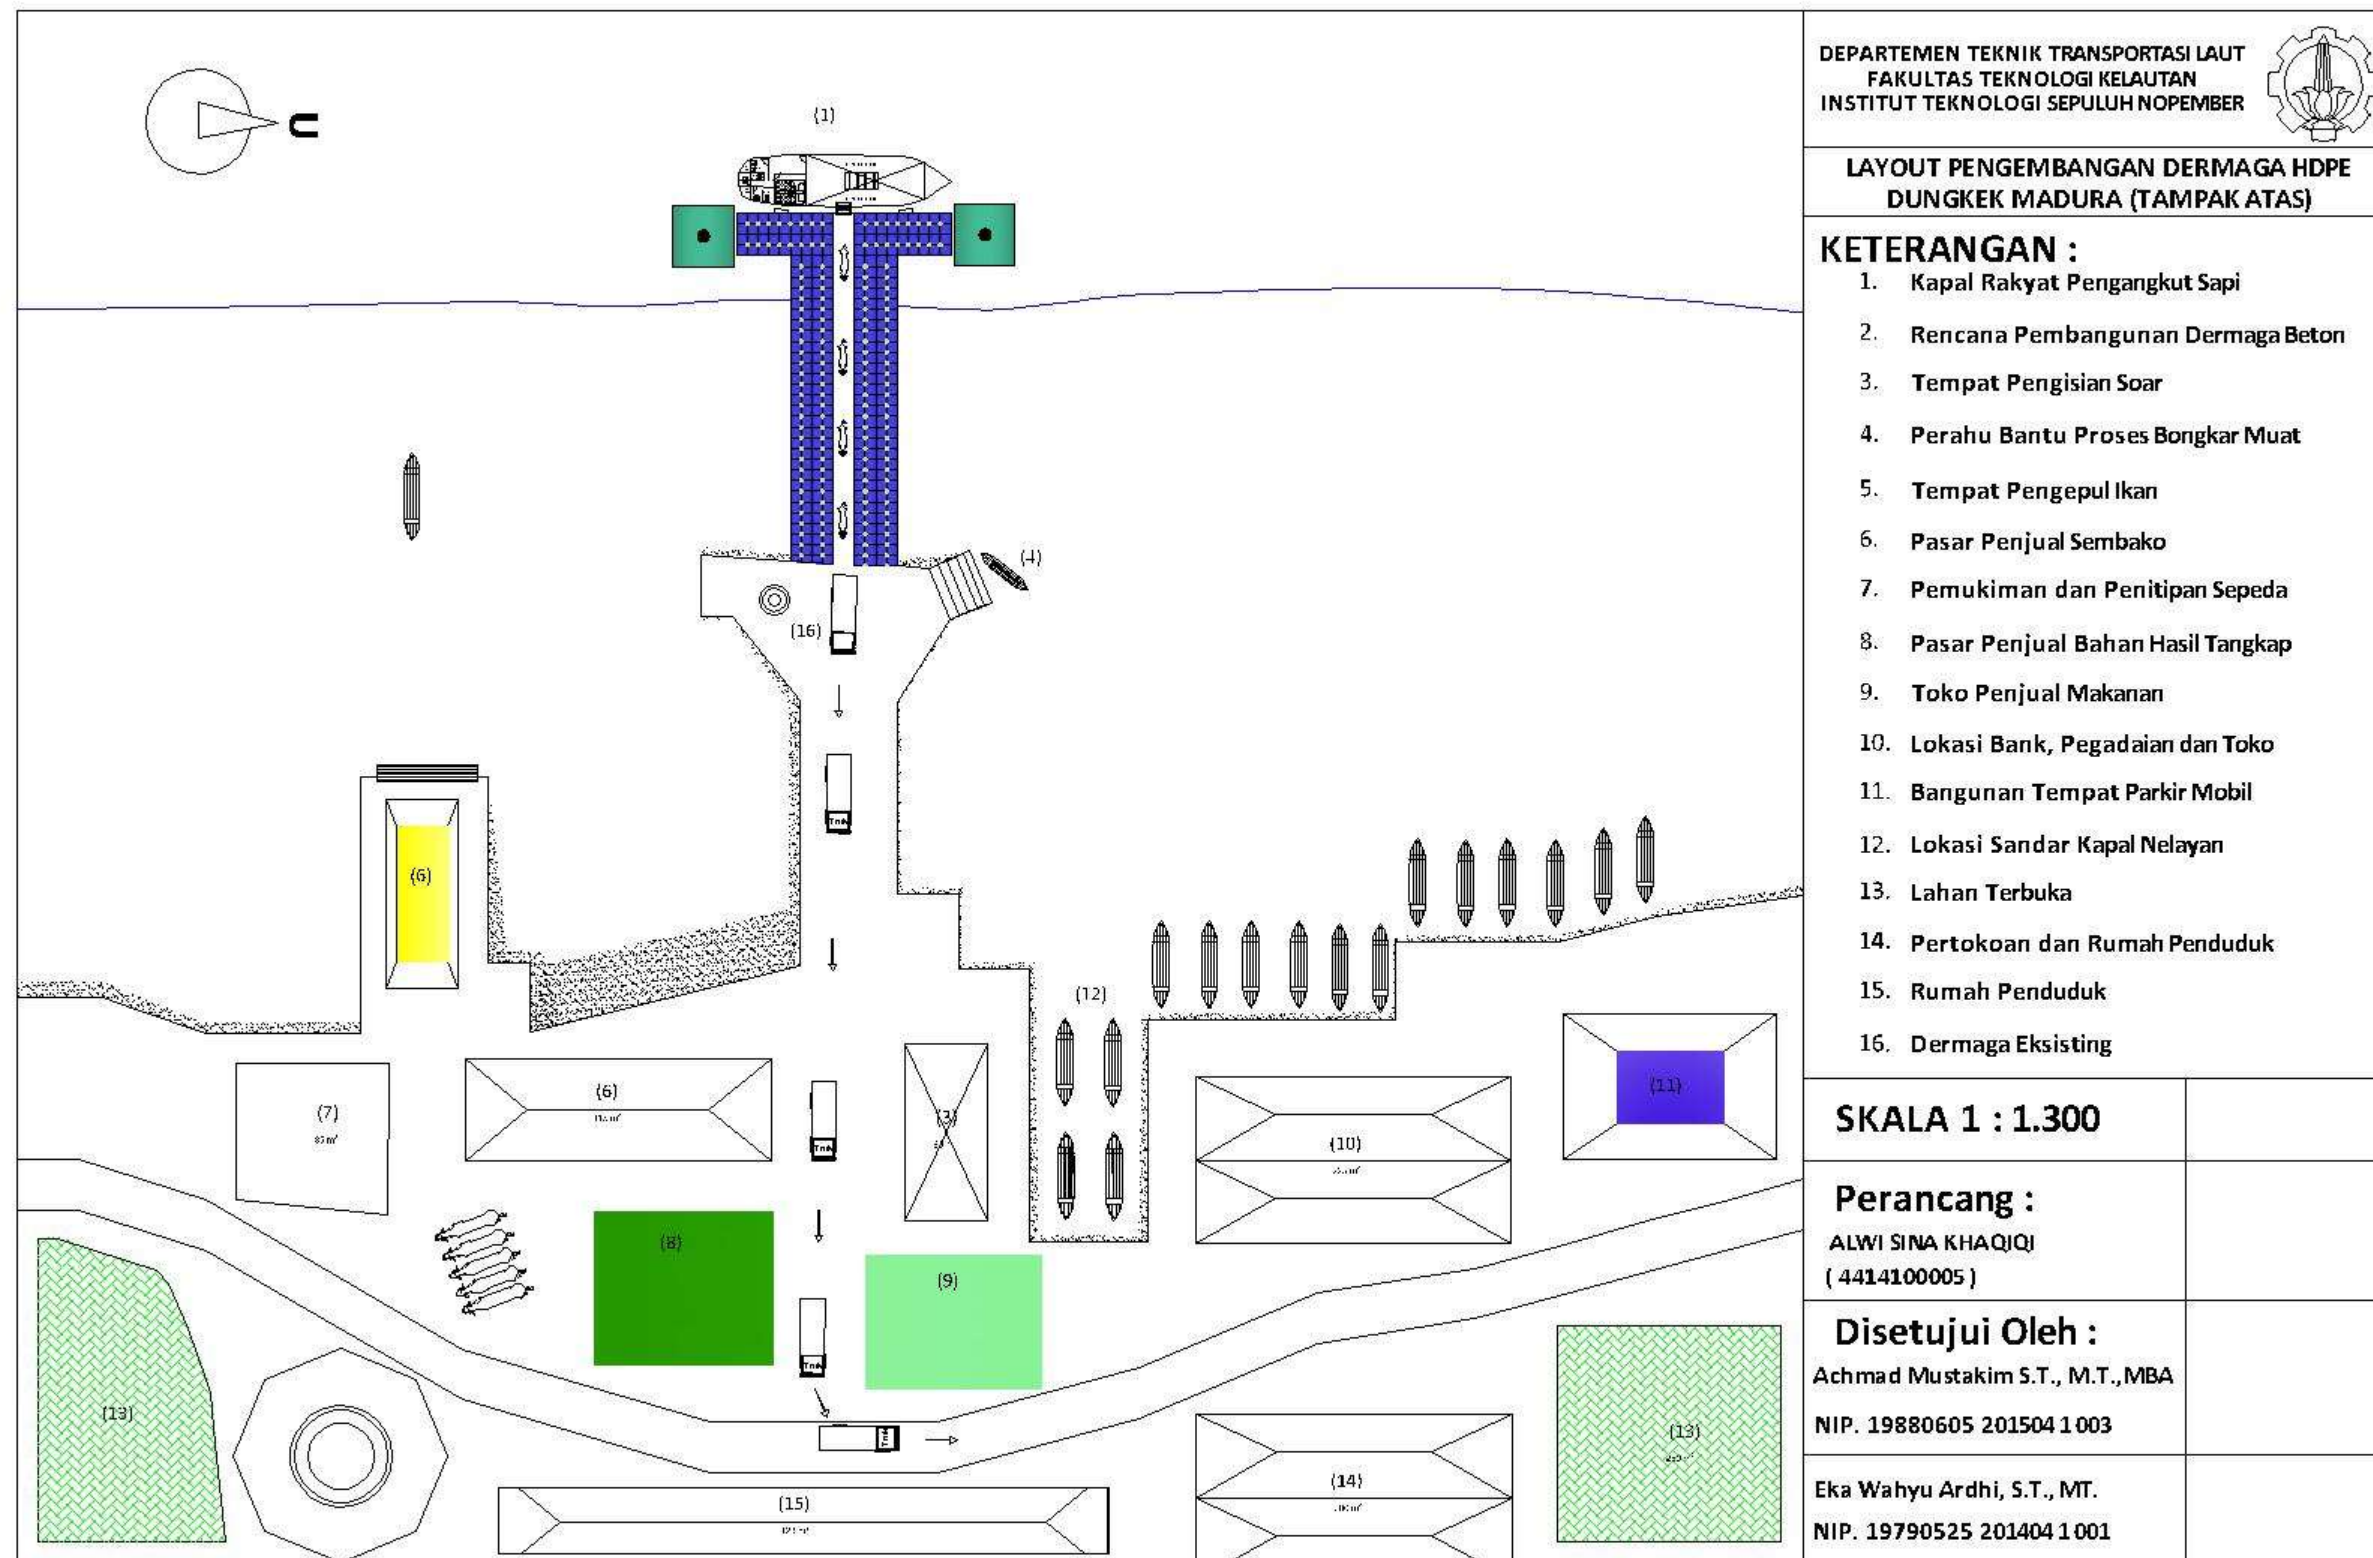 U
(1)
(4)
(16)
Truk
(6)
(12)
(7)
85 m²
(6)
Truk
(3)
(10)
(11)
(8)
(9)
Truk
(13)
Truk
(13)
(14)
(15)
DEPARTEMEN TEKNIK TRANSPORTASI LAUT
FAKULTAS TEKNOLOGI KELAUTAN
INSTITUT TEKNOLOGI SEPULUH NOPEMBER
LAYOUT PENGEMBANGAN DERMAGA HDPE
DUNGKEK MADURA (TAMPAK ATAS)
KETERANGAN :
1. Kapal Rakyat Pengangkut Sapi
2. Rencana Pembangunan Dermaga Beton
3. Tempat Pengisian Soar
4. Perahu Bantu Proses Bongkar Muat
5. Tempat Pengepul Ikan
6. Pasar Penjual Sembako
7. Pemukiman dan Penitipan Sepeda
8. Pasar Penjual Bahan Hasil Tangkap
9. Toko Penjual Makanan
10. Lokasi Bank, Pegadaian dan Toko
11. Bangunan Tempat Parkir Mobil
12. Lokasi Sandar Kapal Nelayan
13. Lahan Terbuka
14. Pertokoan dan Rumah Penduduk
15. Rumah Penduduk
16. Dermaga Eksisting
SKALA 1 : 1.300
Perancang :
ALWI SINA KHAQIQI
( 4414100005 )
Disetujui Oleh :
Achmad Mustakim S.T., M.T.,MBA
NIP. 19880605 201504 1 003
Eka Wahyu Ardhi, S.T., MT.
NIP. 19790525 201404 1 001